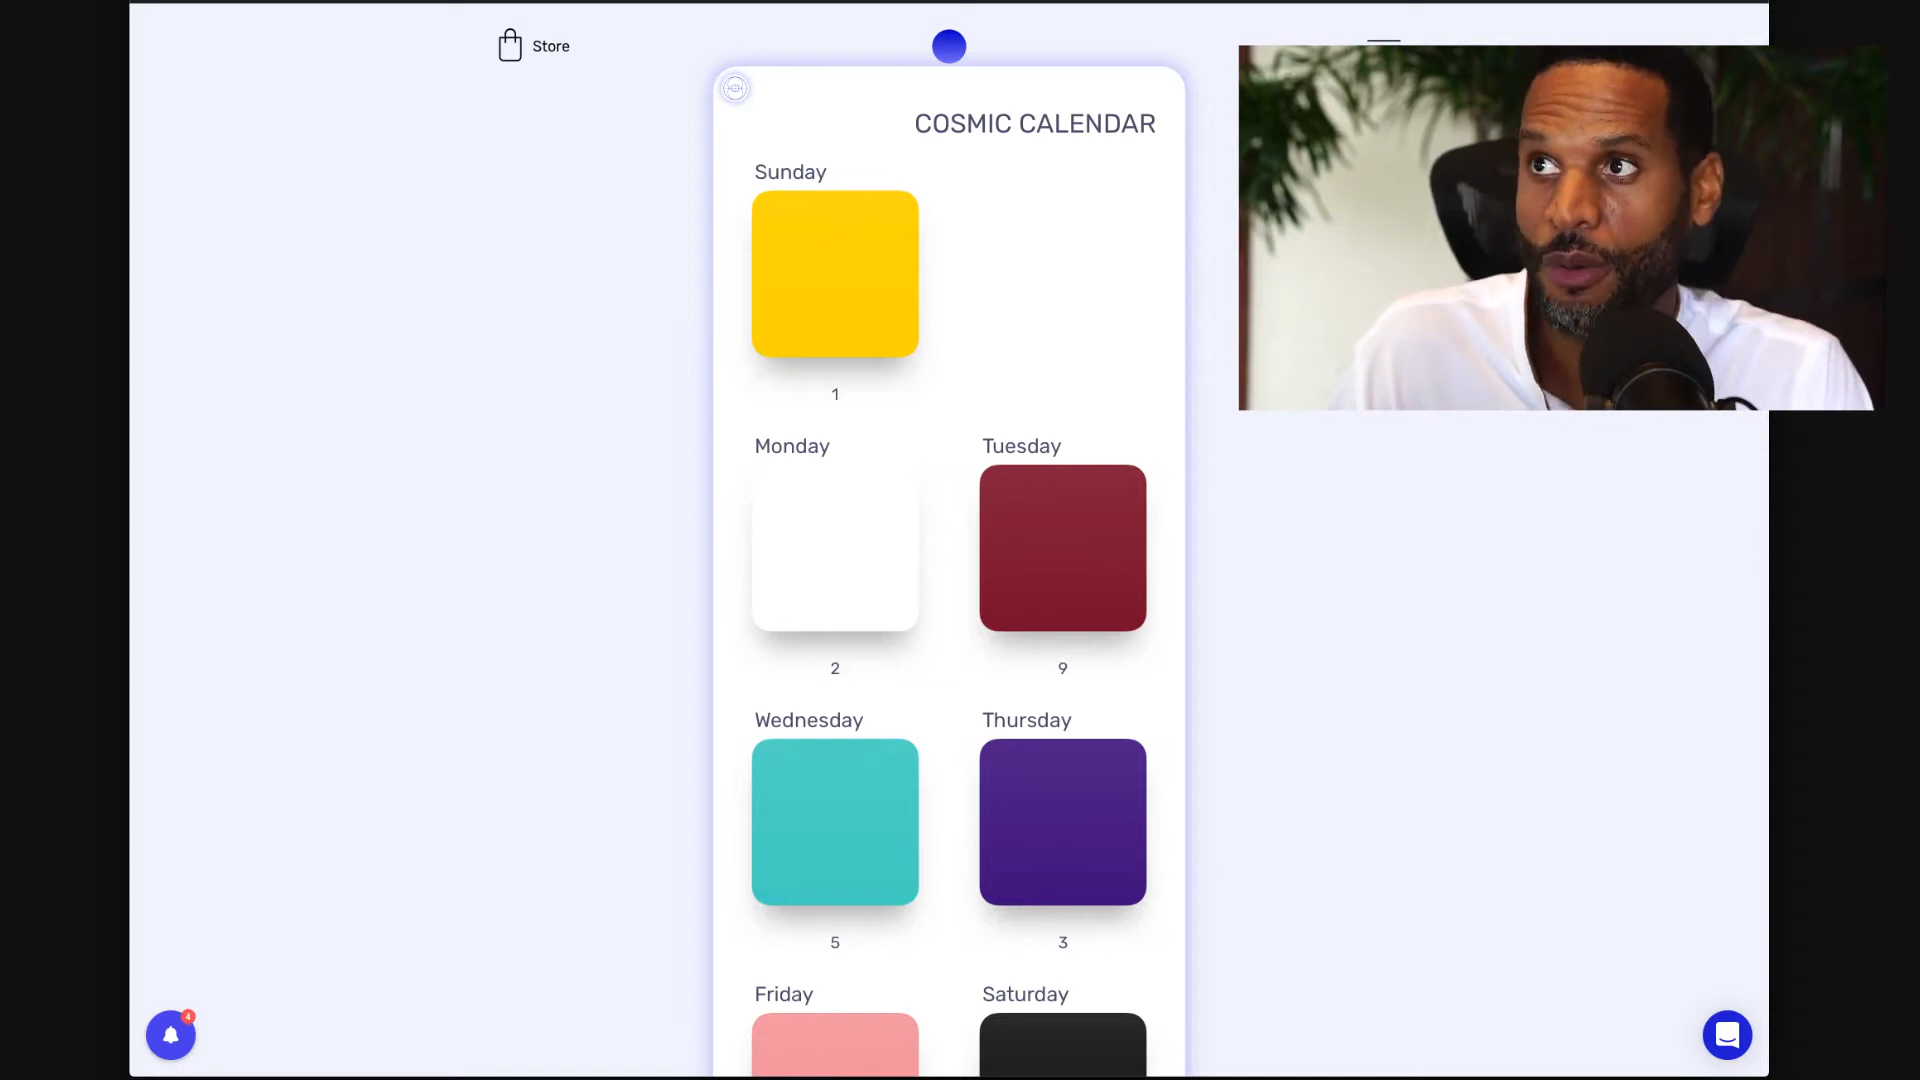 Store
COSMIC CALENDAR
Sunday
1
Monday
Tuesday
2
9
Wednesday
Thursday
5
3
Friday
Saturday
4